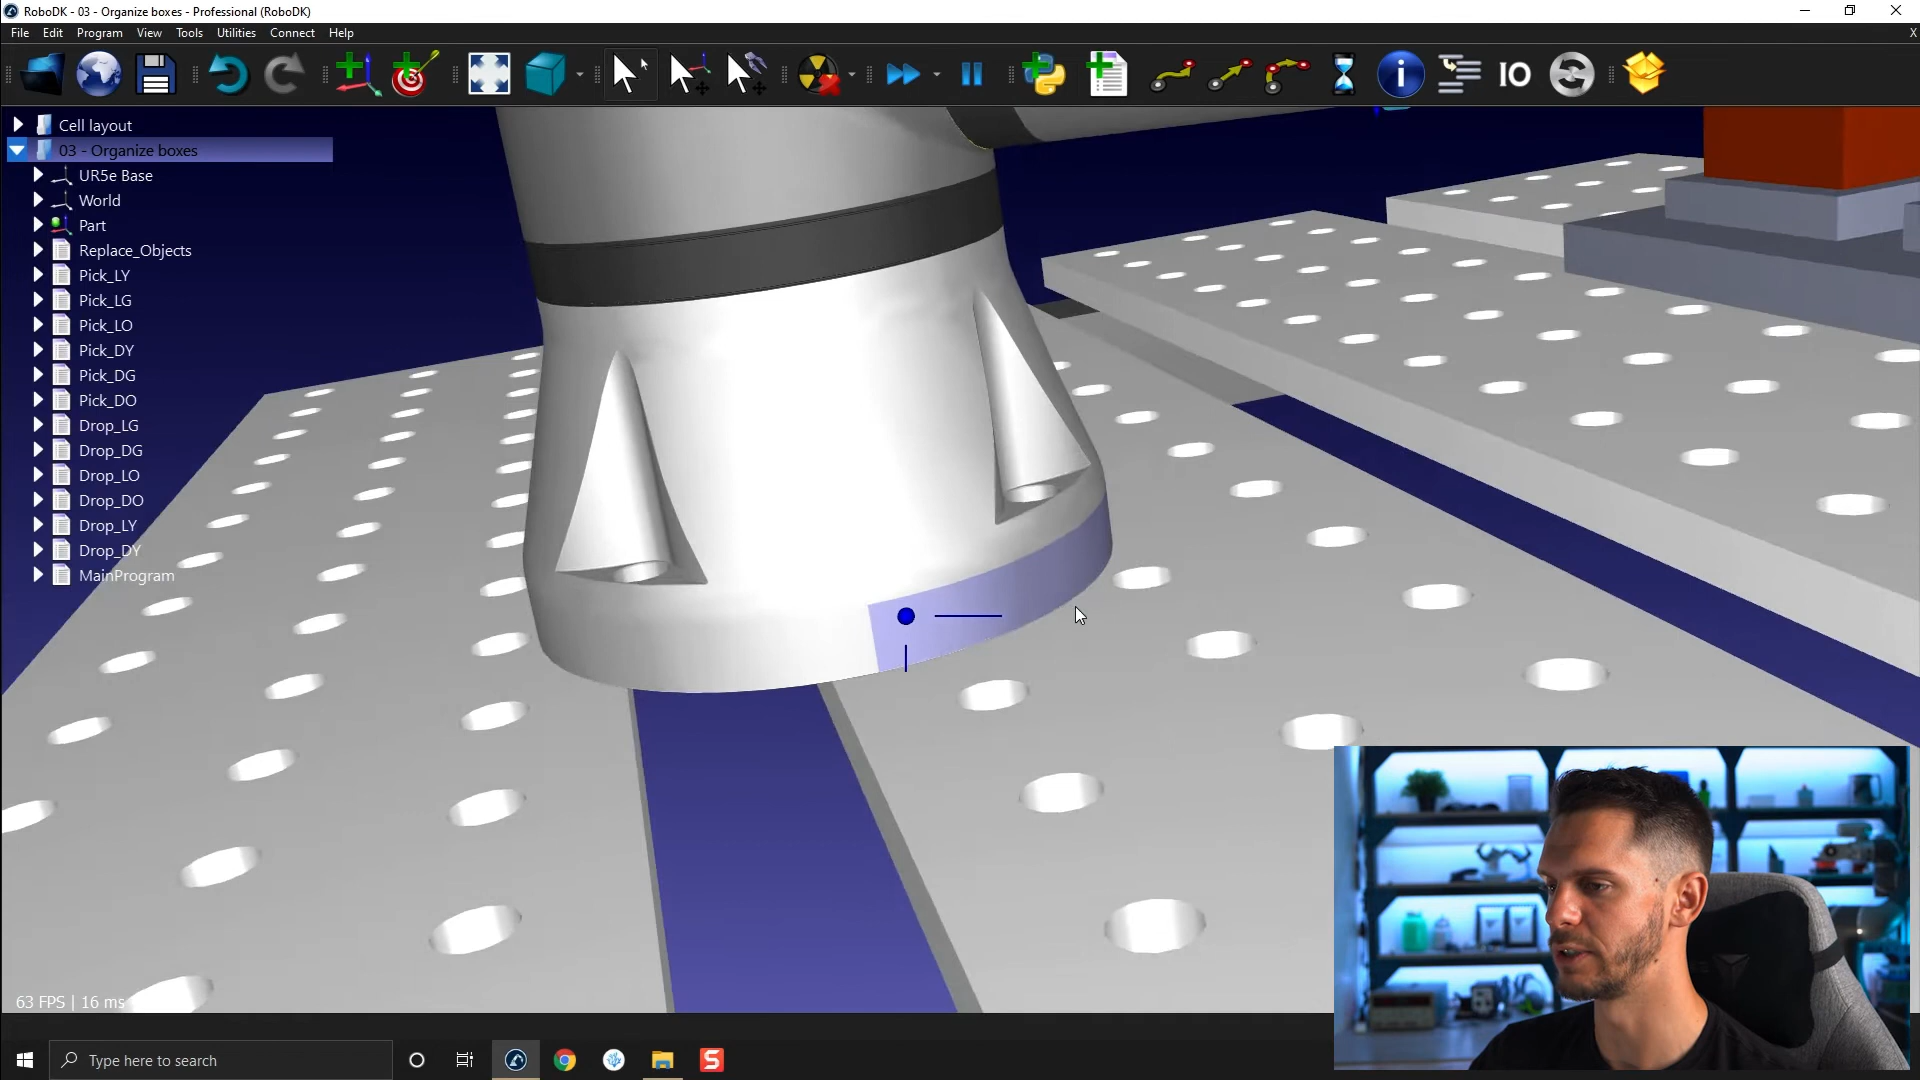 RoboDK - 03 - Organize boxes - Professional (RoboDK)
File Edit Program View Tools Utilities Connect Help
X
IO
Cell layout
03 - Organize boxes
UR5e Base
World
Part
Replace_Objects
Pick_LY
Pick_LG
Pick_LO
Pick_DY
Pick_DG
Pick_DO
Drop_LG
Drop_DG
Drop_LO
Drop_DO
Drop_LY
Drop_DY
MainProgram
63 FPS | 16 ms
Type here to search
S